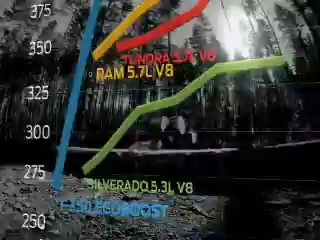 375
350
TUNDRA 5.7L V8
RAM 5.7L V8
325
300
275
SILVERADO 5.3L V8
F-150 ECOBOOST
250